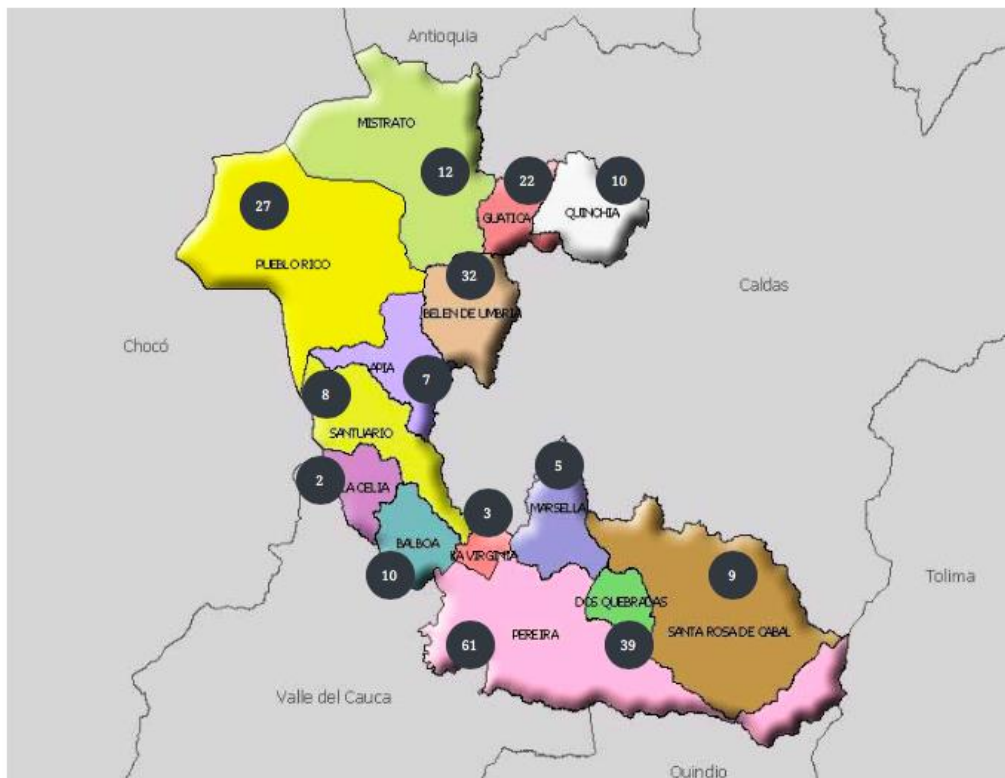 Antioquia
MISTRATO
12
22
10
27
GUATICA
QUINCHIA
PUEBLO RICO
32
Caldas
BELEN DE UMBRIA
Chocó
APIA
7
8
SANTUARIO
5
2
LA CELIA
3
MARSELLA
BALBOA
LA VIRGINIA
10
9
Tolima
DOS QUEBRADAS
PEREIRA
SANTA ROSA DE CABAL
61
39
Valle del Cauca
Quindio